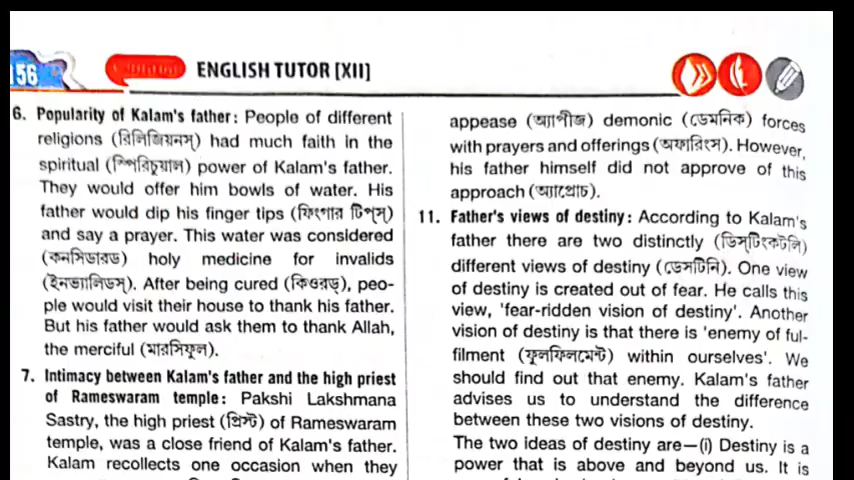 156
ENGLISH TUTOR [XII]
6. Popularity of Kalam's father : People of different
religions (রিলিজিয়নস্) had much faith in the
spiritual (স্পিরিচুয়াল) power of Kalam's father.
They would offer him bowls of water. His
father would dip his finger tips (ফিংগার টিপ্‌স্)
and say a prayer. This water was considered
(কনসিডারড) holy medicine for invalids
(ইনভ্যালিডস্). After being cured (কিওরড্), peo-
ple would visit their house to thank his father.
But his father would ask them to thank Allah,
the merciful (মারসিফুল).
7. Intimacy between Kalam's father and the high priest
of Rameswaram temple : Pakshi Lakshmana
Sastry, the high priest (প্রিস্ট) of Rameswaram
temple, was a close friend of Kalam's father.
Kalam recollects one occasion when they
appease (অ্যাপীজ) demonic (ডেমনিক) forces
with prayers and offerings (অফারিংস). However,
his father himself did not approve of this
approach (অ্যাপ্রোচ).
11. Father's views of destiny : According to Kalam's
father there are two distinctly (ডিস্‌টিংকটলি)
different views of destiny (ডেসটিনি). One view
of destiny is created out of fear. He calls this
view, 'fear-ridden vision of destiny'. Another
vision of destiny is that there is 'enemy of ful-
filment (ফুলফিলমেন্ট) within ourselves'. We
should find out that enemy. Kalam's father
advises us to understand the difference
between these two visions of destiny.
The two ideas of destiny are—(i) Destiny is a
power that is above and beyond us. It is